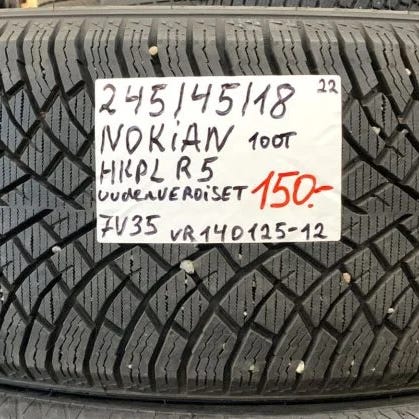 245/45/18 22
NOKIAN 100T
HKPL R5
UUDENVEROISET 150.-
7V35 VR140125-12